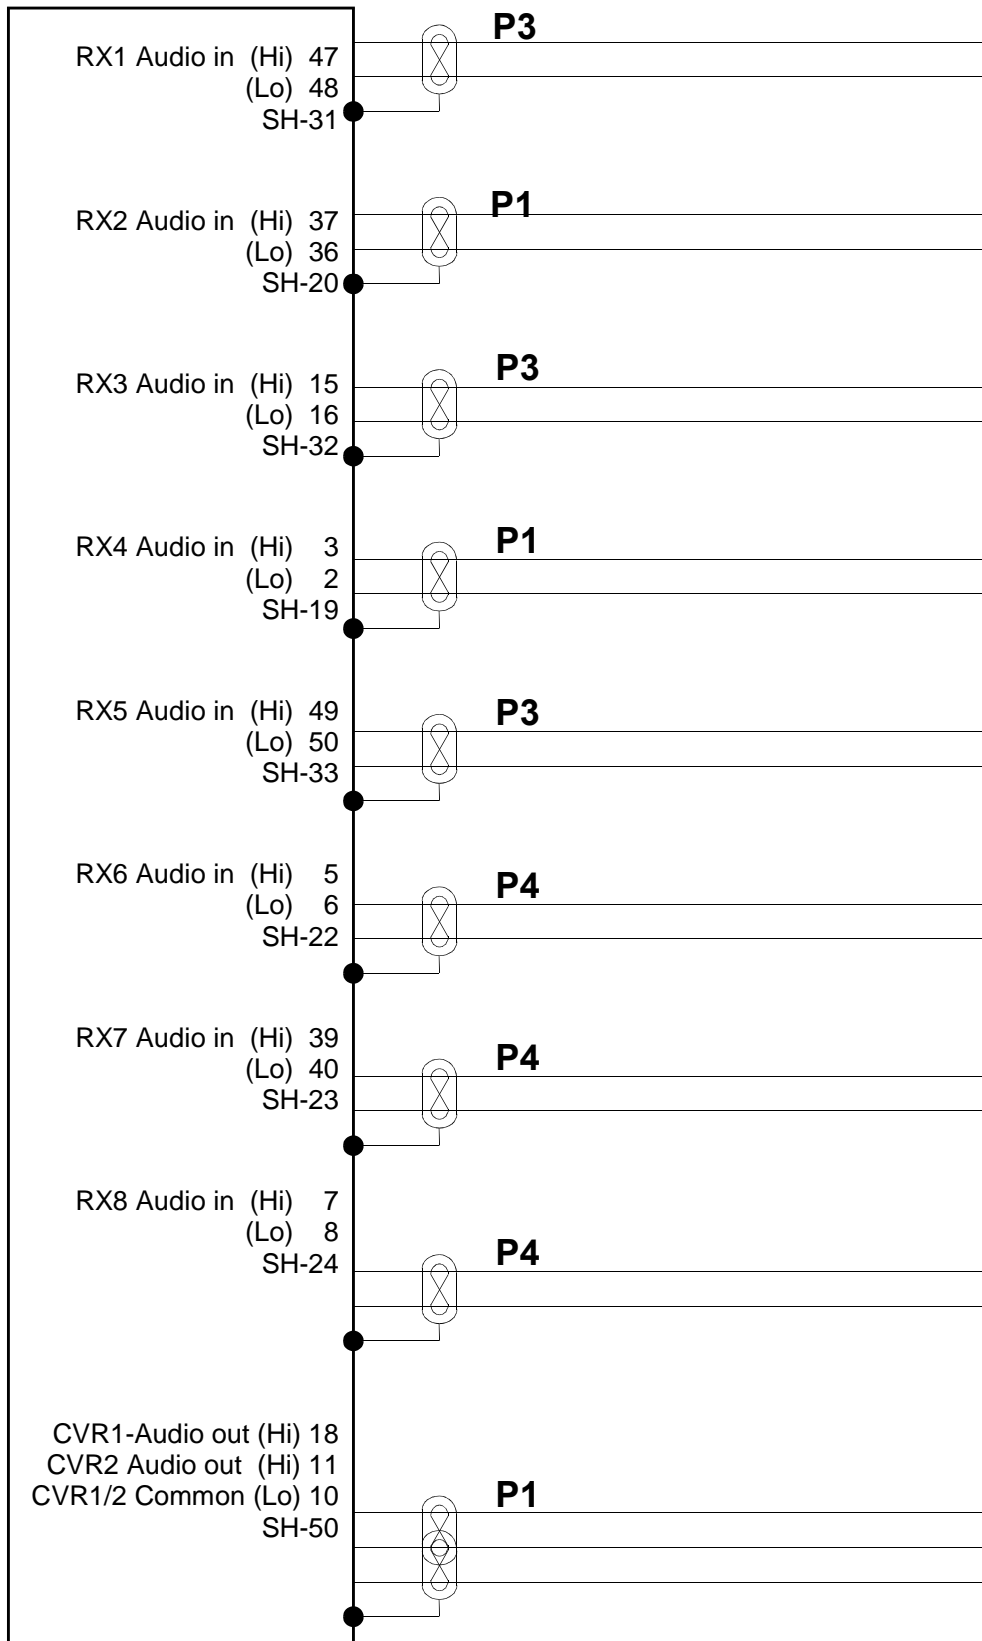 P3
RX1 Audio in (Hi) 47
(Lo) 48
SH-31
P1
RX2 Audio in (Hi) 37
(Lo) 36
SH-20
P3
RX3 Audio in (Hi) 15
(Lo) 16
SH-32
P1
RX4 Audio in (Hi) 3
(Lo) 2
SH-19
P3
RX5 Audio in (Hi) 49
(Lo) 50
SH-33
P4
RX6 Audio in (Hi) 5
(Lo) 6
SH-22
P4
RX7 Audio in (Hi) 39
(Lo) 40
SH-23
RX8 Audio in (Hi) 7
(Lo) 8
P4
SH-24
CVR1-Audio out (Hi) 18
CVR2 Audio out (Hi) 11
CVR1/2 Common (Lo) 10
P1
SH-50